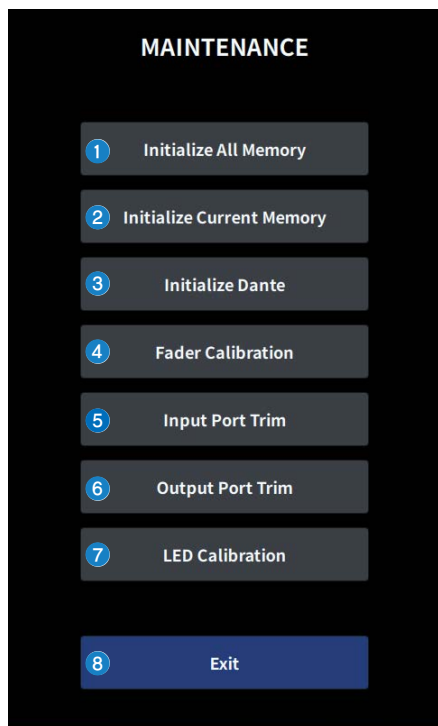 MAINTENANCE
1 Initialize All Memory
2 Initialize Current Memory
3 Initialize Dante
4 Fader Calibration
5 Input Port Trim
6 Output Port Trim
7 LED Calibration
8 Exit